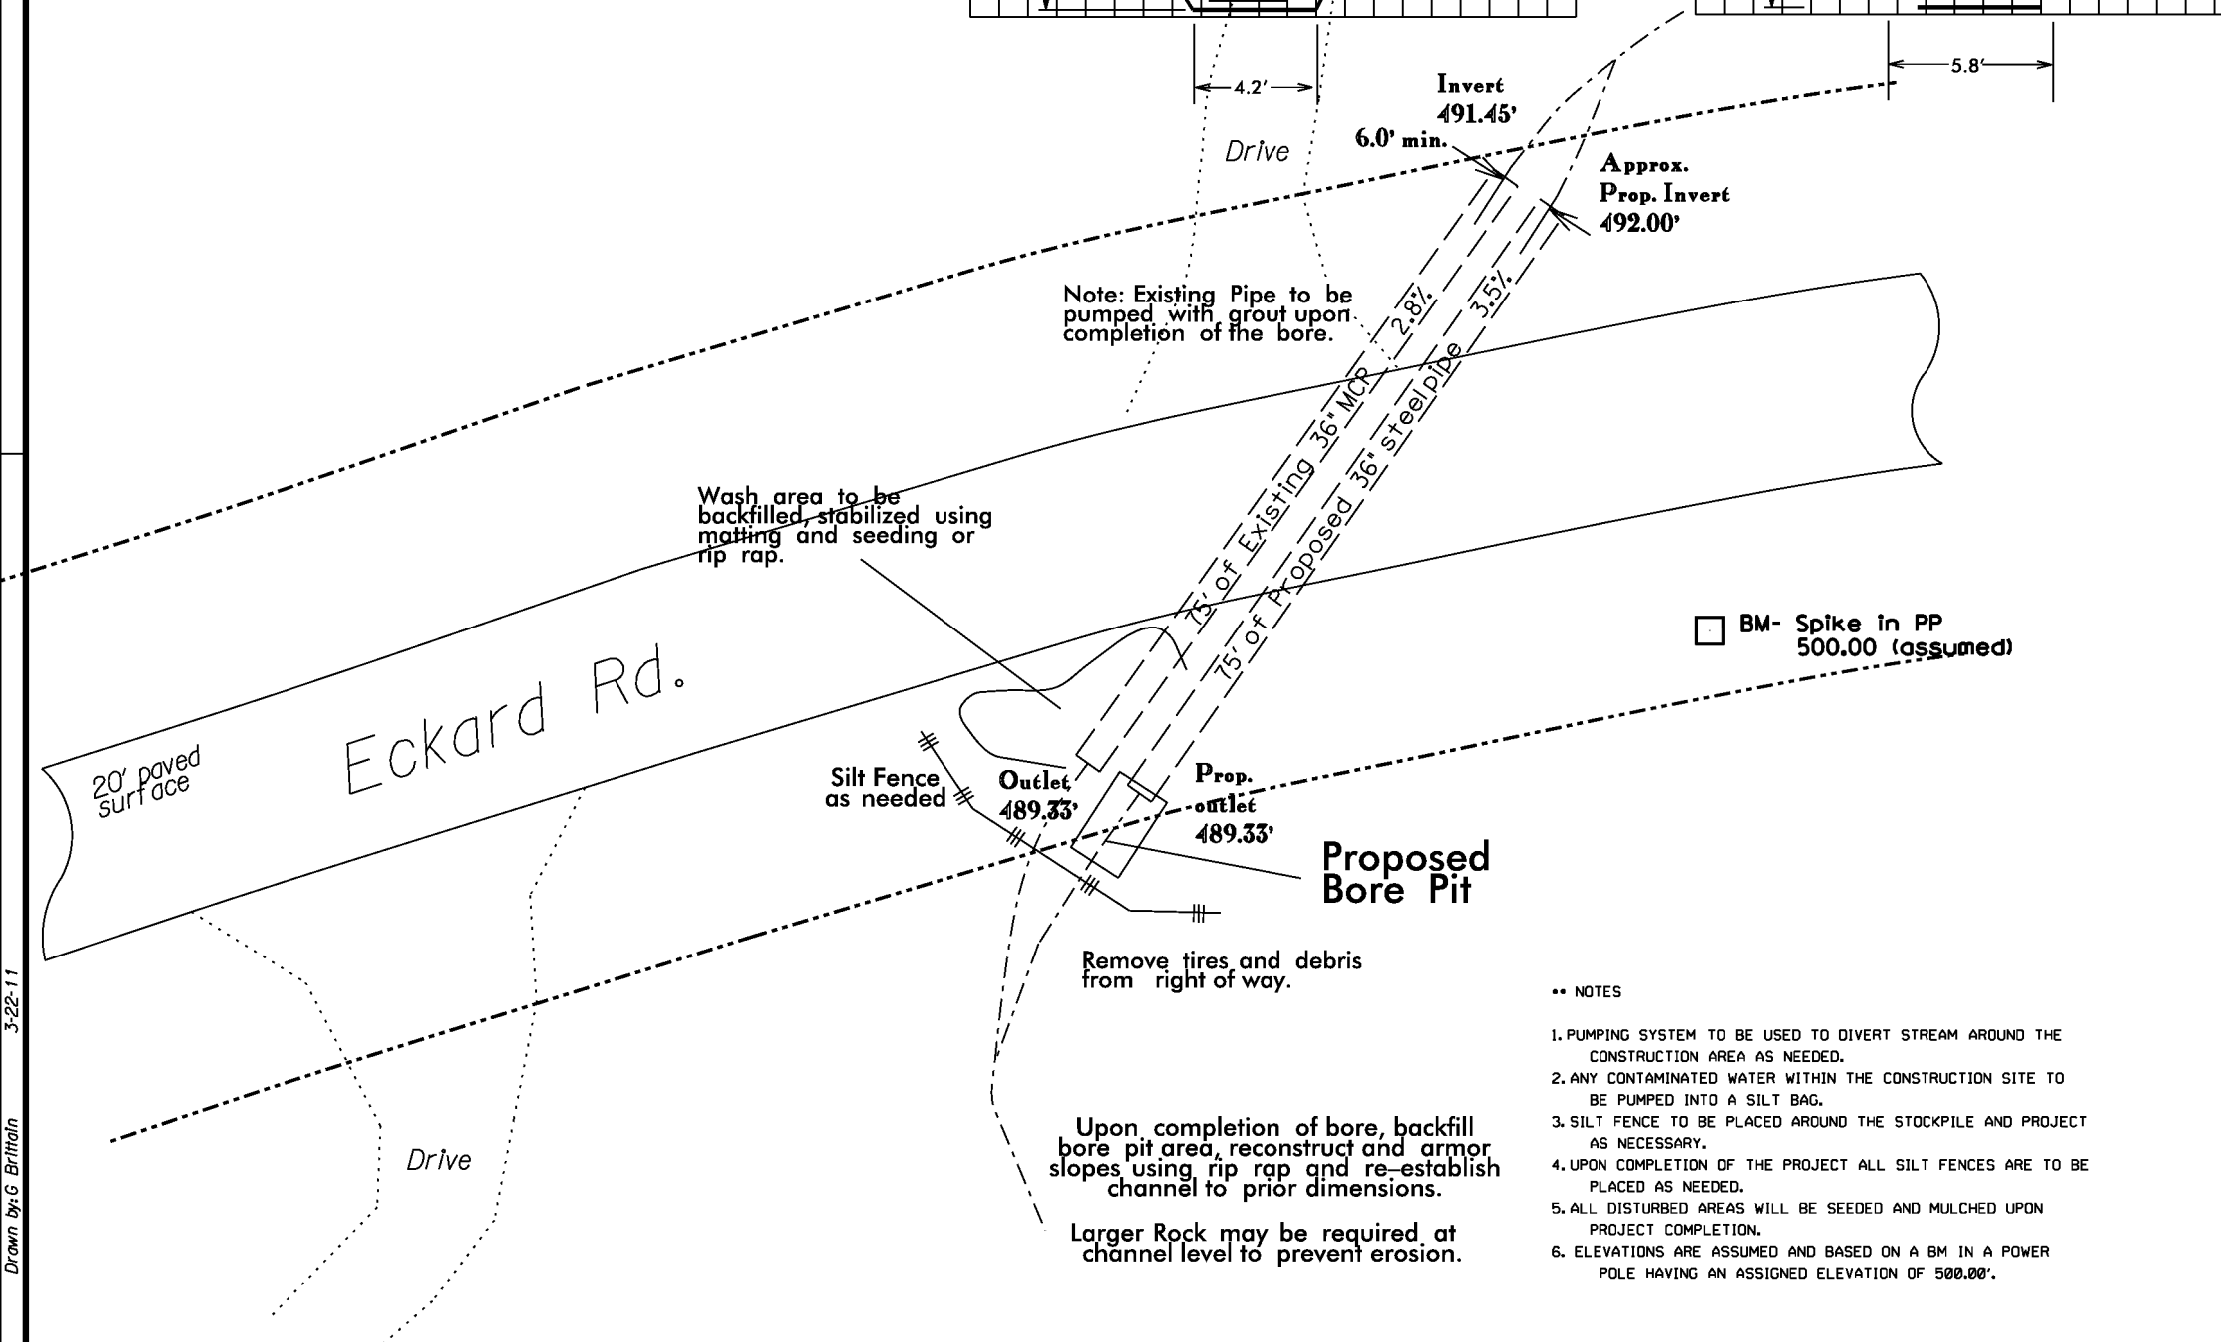 4.2'
5.8'
Invert
491.45'
6.0' min.
Drive
Approx.
Prop. Invert
492.00'
Note: Existing Pipe to be
pumped with grout upon
completion of the bore.
75' of Existing 36" MCP 2.8%
75' of Proposed 36" steel pipe 3.5%
Wash area to be
backfilled, stabilized using
matting and seeding or
rip rap.
BM- Spike in PP
500.00 (assumed)
Eckard Rd.
20' paved
surface
Silt Fence
as needed
Outlet
489.33'
Prop.
outlet
489.33'
Proposed
Bore Pit
Remove tires and debris
from right of way.
Drive
Upon completion of bore, backfill
bore pit area, reconstruct and armor
slopes using rip rap and re-establish
channel to prior dimensions.
Larger Rock may be required at
channel level to prevent erosion.
•• NOTES
1. PUMPING SYSTEM TO BE USED TO DIVERT STREAM AROUND THE
CONSTRUCTION AREA AS NEEDED.
2. ANY CONTAMINATED WATER WITHIN THE CONSTRUCTION SITE TO
BE PUMPED INTO A SILT BAG.
3. SILT FENCE TO BE PLACED AROUND THE STOCKPILE AND PROJECT
AS NECESSARY.
4. UPON COMPLETION OF THE PROJECT ALL SILT FENCES ARE TO BE
PLACED AS NEEDED.
5. ALL DISTURBED AREAS WILL BE SEEDED AND MULCHED UPON
PROJECT COMPLETION.
6. ELEVATIONS ARE ASSUMED AND BASED ON A BM IN A POWER
POLE HAVING AN ASSIGNED ELEVATION OF 500.00'.
Drawn by: G Brittain 3-22-11